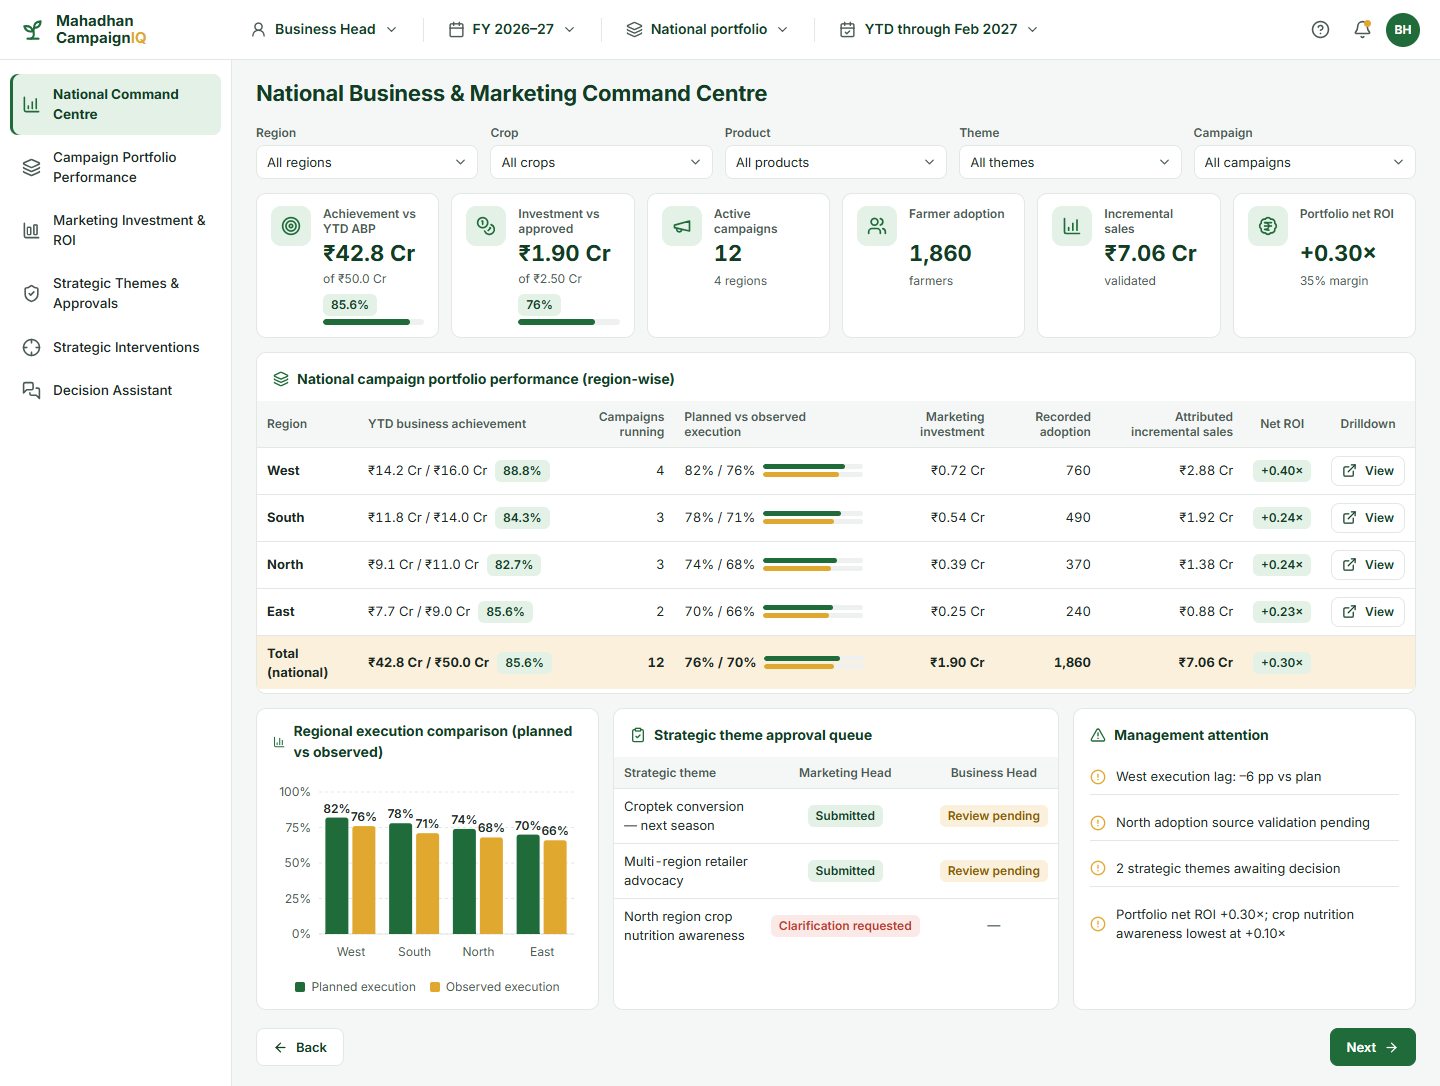 Mahadhan
CampaignIQ
Business Head
FY 2026–27
National portfolio
YTD through Feb 2027
BH
National Command
Centre
Campaign Portfolio
Performance
Marketing Investment &
ROI
Strategic Themes &
Approvals
Strategic Interventions
Decision Assistant
National Business & Marketing Command Centre
Region
Crop
Product
Theme
Campaign
All regions
All crops
All products
All themes
All campaigns
Achievement vs
YTD ABP
₹42.8 Cr
of ₹50.0 Cr
85.6%
Investment vs
approved
₹1.90 Cr
of ₹2.50 Cr
76%
Active
campaigns
12
4 regions
Farmer adoption
1,860
farmers
Incremental
sales
₹7.06 Cr
validated
Portfolio net ROI
+0.30×
35% margin
National campaign portfolio performance (region-wise)
Region YTD business achievement Campaigns running Planned vs observed execution Marketing investment Recorded adoption Attributed incremental sales Net ROI Drilldown
West ₹14.2 Cr / ₹16.0 Cr 88.8% 4 82% / 76% ₹0.72 Cr 760 ₹2.88 Cr +0.40× View
South ₹11.8 Cr / ₹14.0 Cr 84.3% 3 78% / 71% ₹0.54 Cr 490 ₹1.92 Cr +0.24× View
North ₹9.1 Cr / ₹11.0 Cr 82.7% 3 74% / 68% ₹0.39 Cr 370 ₹1.38 Cr +0.24× View
East ₹7.7 Cr / ₹9.0 Cr 85.6% 2 70% / 66% ₹0.25 Cr 240 ₹0.88 Cr +0.23× View
Total (national) ₹42.8 Cr / ₹50.0 Cr 85.6% 12 76% / 70% ₹1.90 Cr 1,860 ₹7.06 Cr +0.30×
Regional execution comparison (planned
vs observed)
100%
75%
50%
25%
0%
82% 76% 78% 71% 74% 68% 70% 66%
West South North East
Planned execution Observed execution
Strategic theme approval queue
Strategic theme Marketing Head Business Head
Croptek conversion
— next season
Submitted Review pending
Multi-region retailer
advocacy
Submitted Review pending
North region crop
nutrition awareness
Clarification requested —
Management attention
West execution lag: −6 pp vs plan
North adoption source validation pending
2 strategic themes awaiting decision
Portfolio net ROI +0.30×; crop nutrition
awareness lowest at +0.10×
Back
Next